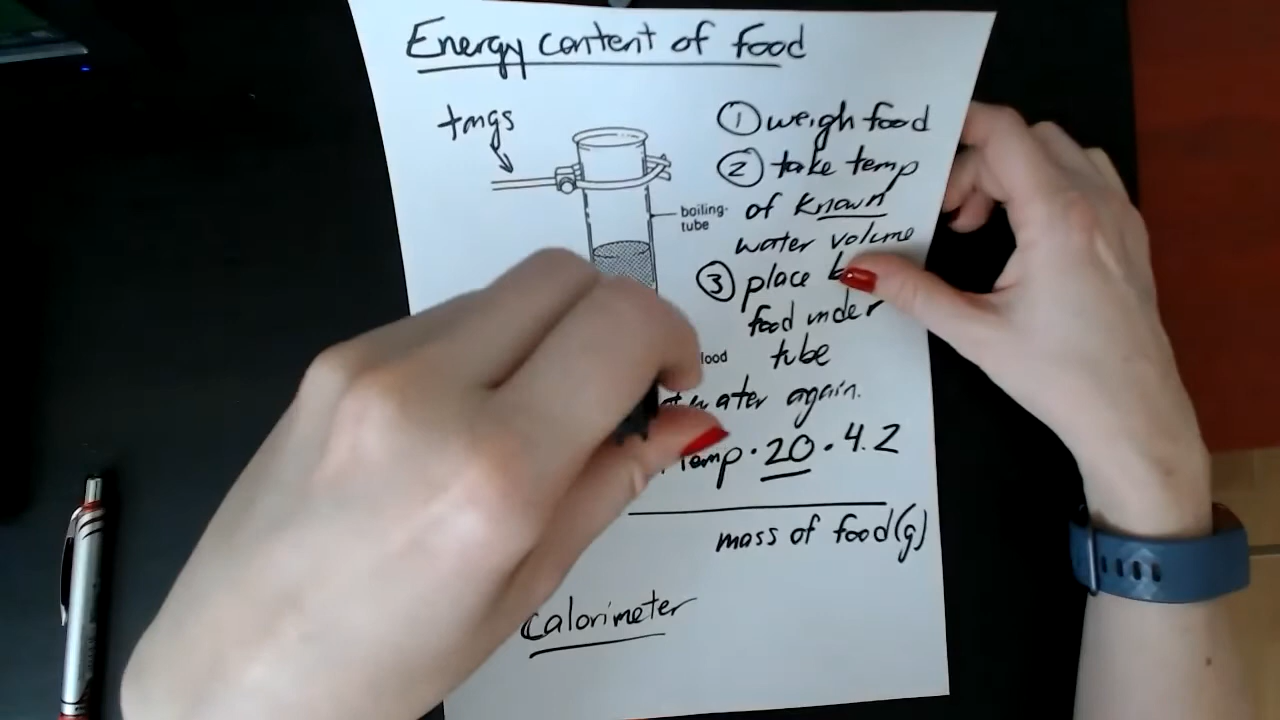 Energy content of food
tongs
① weigh food
② take temp
of known
water volume
boiling-
tube
③ place
food under
tube
water again.
temp · 20 · 4.2
mass of food (g)
Calorimeter